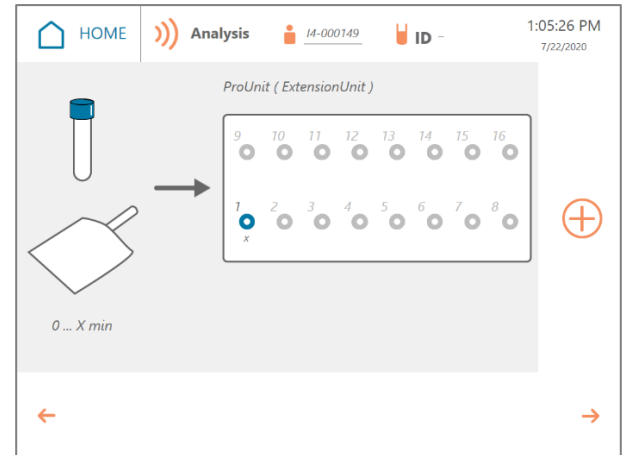 HOME Analysis I4-000149 ID - 1:05:26 PM
7/22/2020
ProUnit ( ExtensionUnit )
9 10 11 12 13 14 15 16
1 2 3 4 5 6 7 8
x
0 ... X min